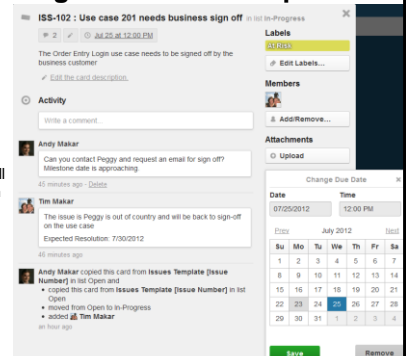 ISS-102 : Use case 201 needs business sign off in list In-Progress
2 Jul 25 at 12:00 PM
The Order Entry Login use case needs to be signed off by the
business customer
Edit the card description.
Activity
Write a comment...
Andy Makar
Can you contact Peggy and request an email for sign off?
Milestone date is approaching.
45 minutes ago - Delete
Tim Makar
The issue is Peggy is out of country and will be back to sign-off
on the use case
Expected Resolution: 7/30/2012
46 minutes ago
Andy Makar copied this card from Issues Template [Issue
Number] in list Open and
• copied this card from Issues Template [Issue Number] in list
Open
• moved from Open to In-Progress
• added Tim Makar
an hour ago
Labels
At Risk
Edit Labels...
Members
Add/Remove...
Attachments
Upload
Change Due Date ×
Date Time
07/25/2012 12:00 PM
Prev July 2012 Next
Su Mo Tu We Th Fr Sa
1 2 3 4 5 6 7
8 9 10 11 12 13 14
15 16 17 18 19 20 21
22 23 24 25 26 27 28
29 30 31 1 2 3 4
Save Remove